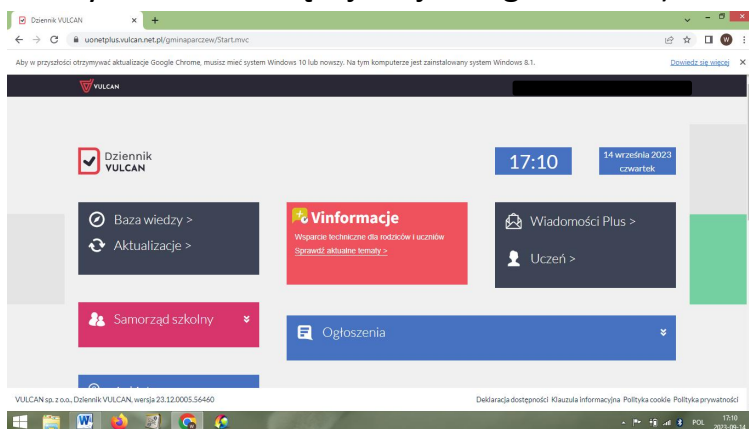 Dziennik VULCAN
uonetplus.vulcan.net.pl/gminaparczew/Start.mvc
Aby w przyszłości otrzymywać aktualizacje Google Chrome, musisz mieć system Windows 10 lub nowszy. Na tym komputerze jest zainstalowany system Windows 8.1.
Dowiedz się więcej
VULCAN
Dziennik
VULCAN
17:10
14 września 2023
czwartek
Baza wiedzy >
Aktualizacje >
Vinformacje
Wsparcie techniczne dla rodziców i uczniów
Sprawdź aktualne tematy >
Wiadomości Plus >
Uczeń >
Samorząd szkolny
Ogłoszenia
VULCAN sp. z o.o., Dziennik VULCAN, wersja 23.12.0005.56460
Deklaracja dostępności Klauzula informacyjna Polityka cookie Polityka prywatności
POL
17:10
2023-09-14